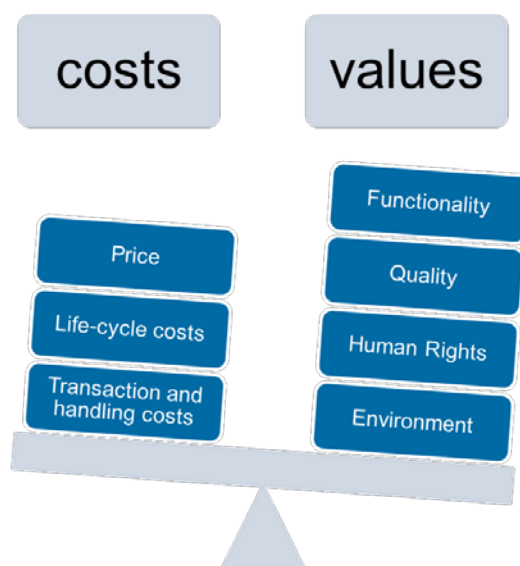 costs
values
Price
Life-cycle costs
Transaction and
handling costs
Functionality
Quality
Human Rights
Environment